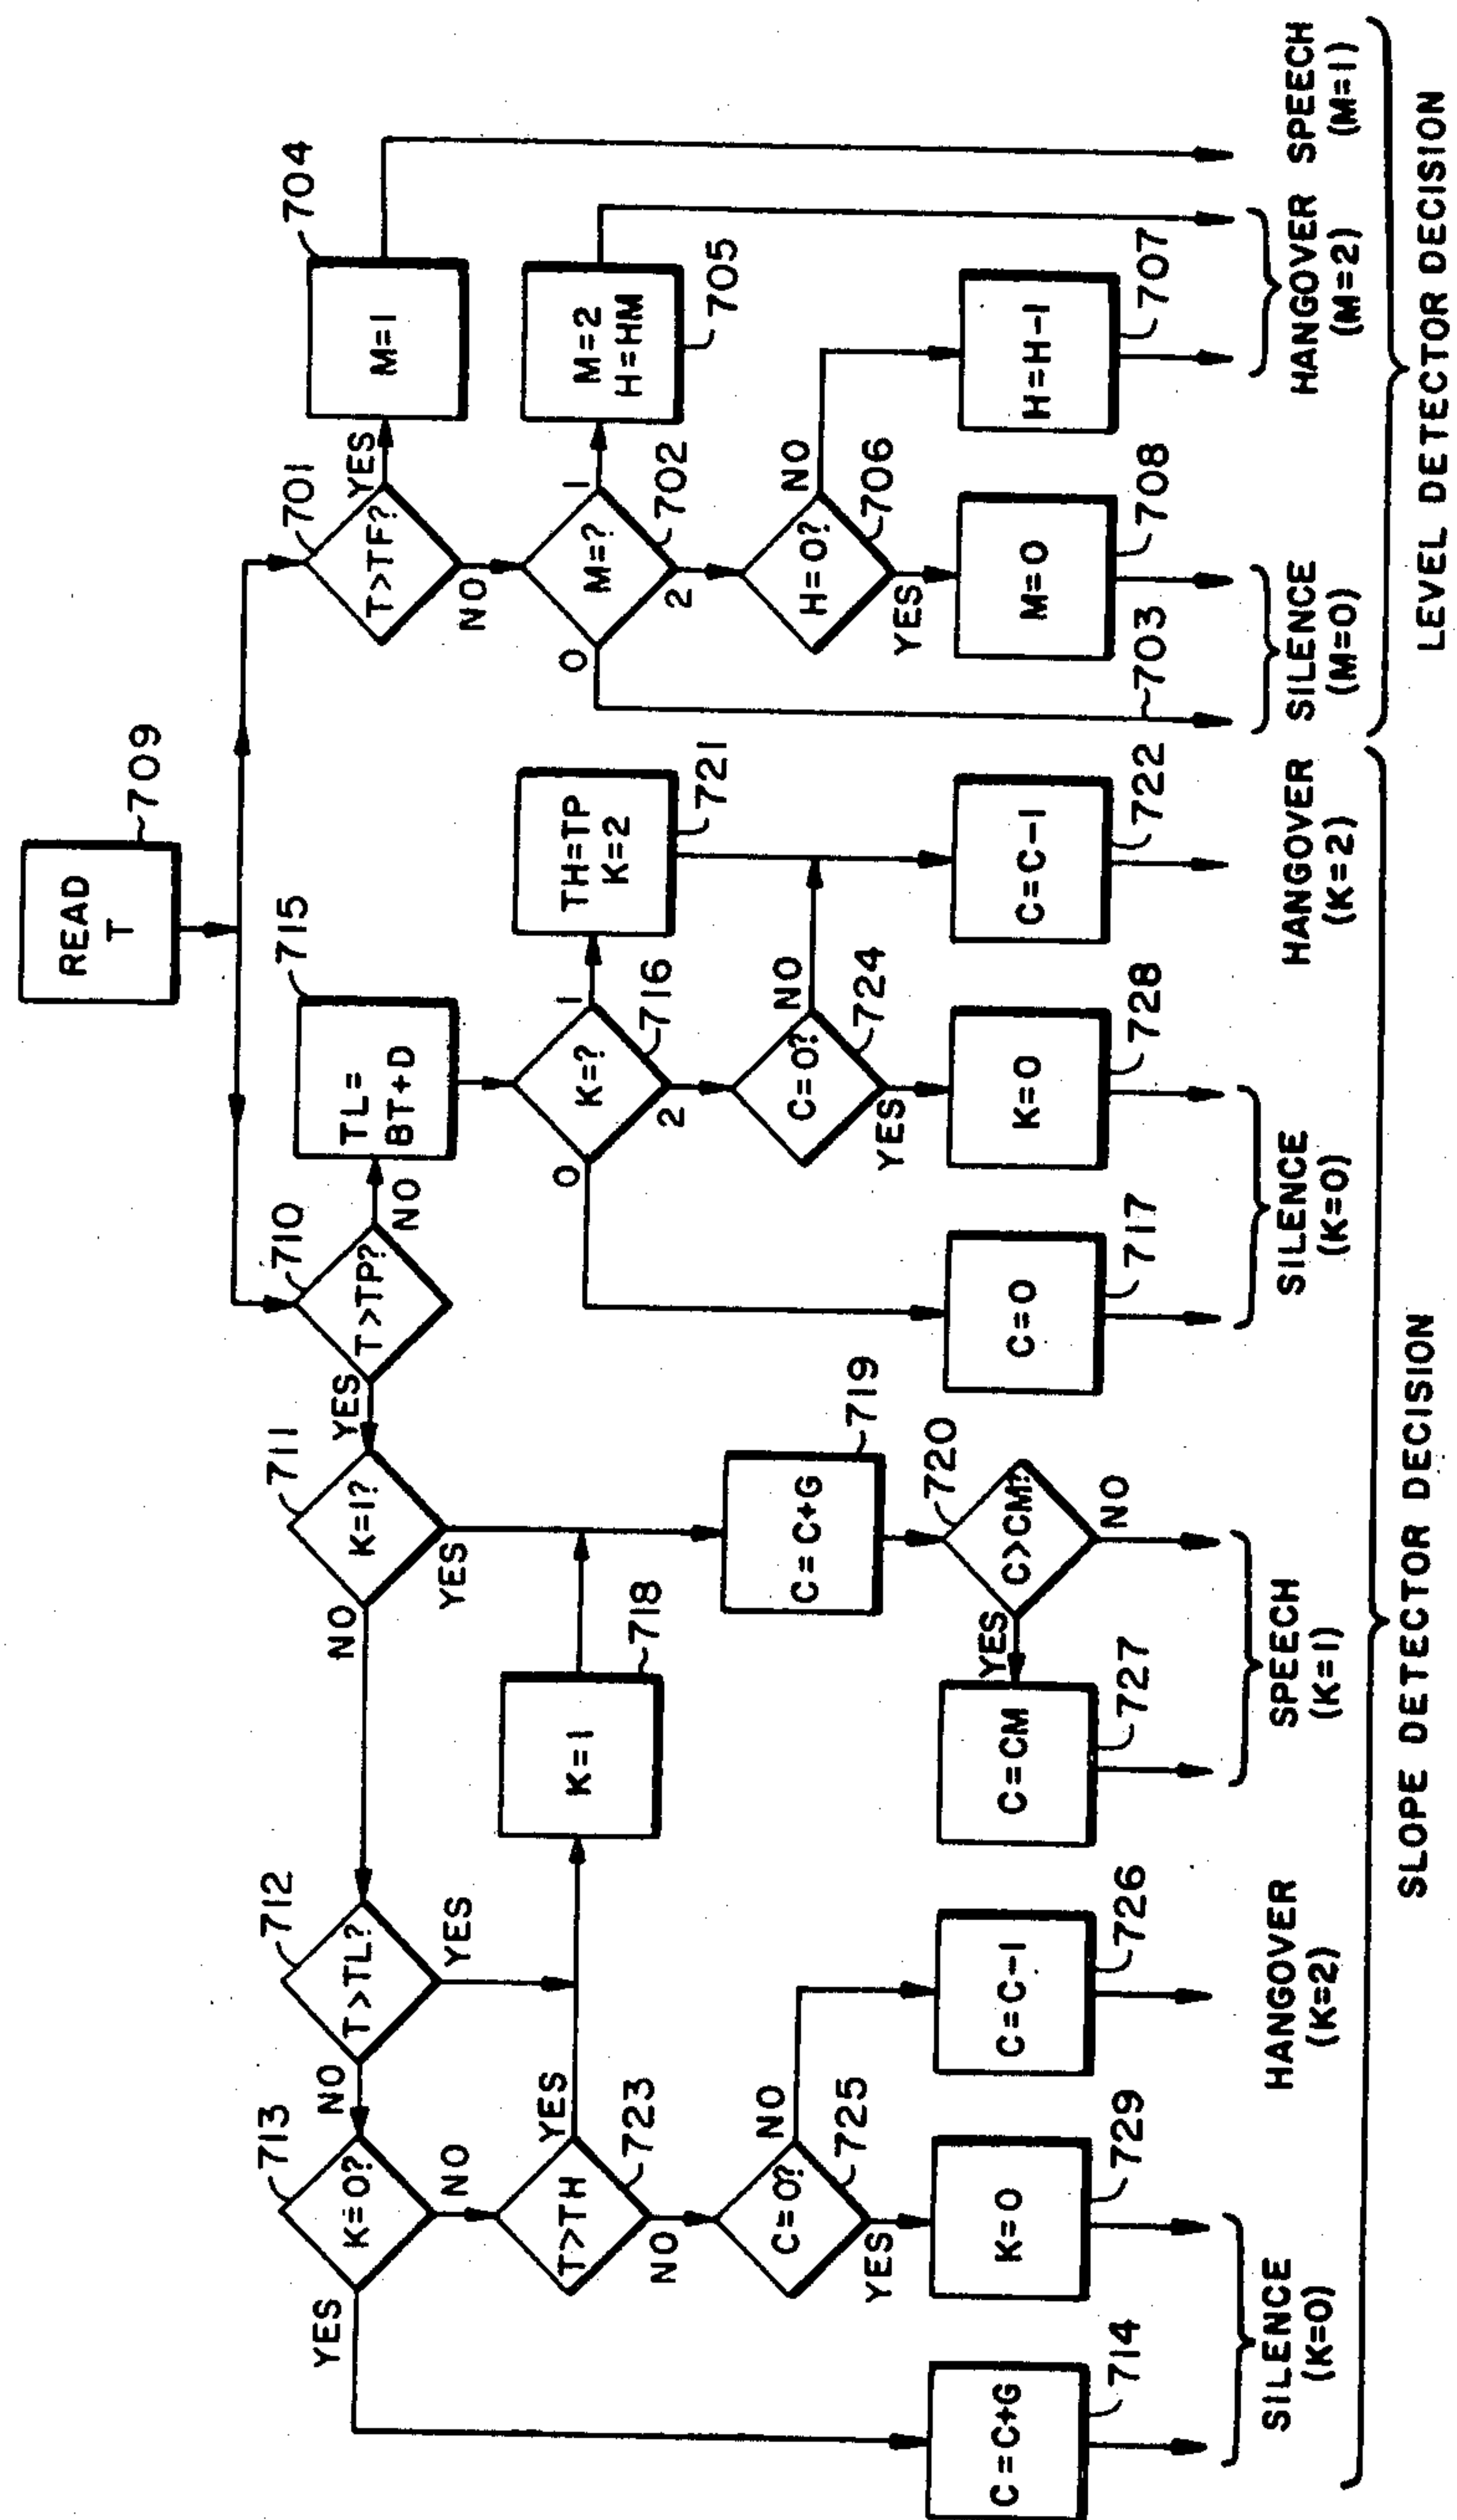 READ
T
709
710
T>TP?
YES
NO
711
K=1?
NO
YES
712
T>TL?
NO
YES
713
K=0?
YES
NO
T>TH
YES
NO
723
K=1
718
C=0?
NO
YES
725
C=C+G
714
K=0
729
C=C-1
726
C=C+G
719
720
C>CM?
YES
NO
C=CM
727
715
TL=
BT+D
K=?
0
1
2
716
TH=TP
K=2
721
C=0?
NO
YES
724
C=0
717
K=0
728
C=C-1
722
701
T>TF?
YES
NO
704
M=1
M=?
0
1
2
702
M=2
H=HM
705
H=0?
NO
YES
706
703
M=0
708
H=H-1
707
SILENCE
(K=0)
HANGOVER
(K=2)
SPEECH
(K=1)
SILENCE
(K=0)
HANGOVER
(K=2)
SILENCE
(M=0)
HANGOVER
(M=2)
SPEECH
(M=1)
SLOPE DETECTOR DECISION
LEVEL DETECTOR DECISION